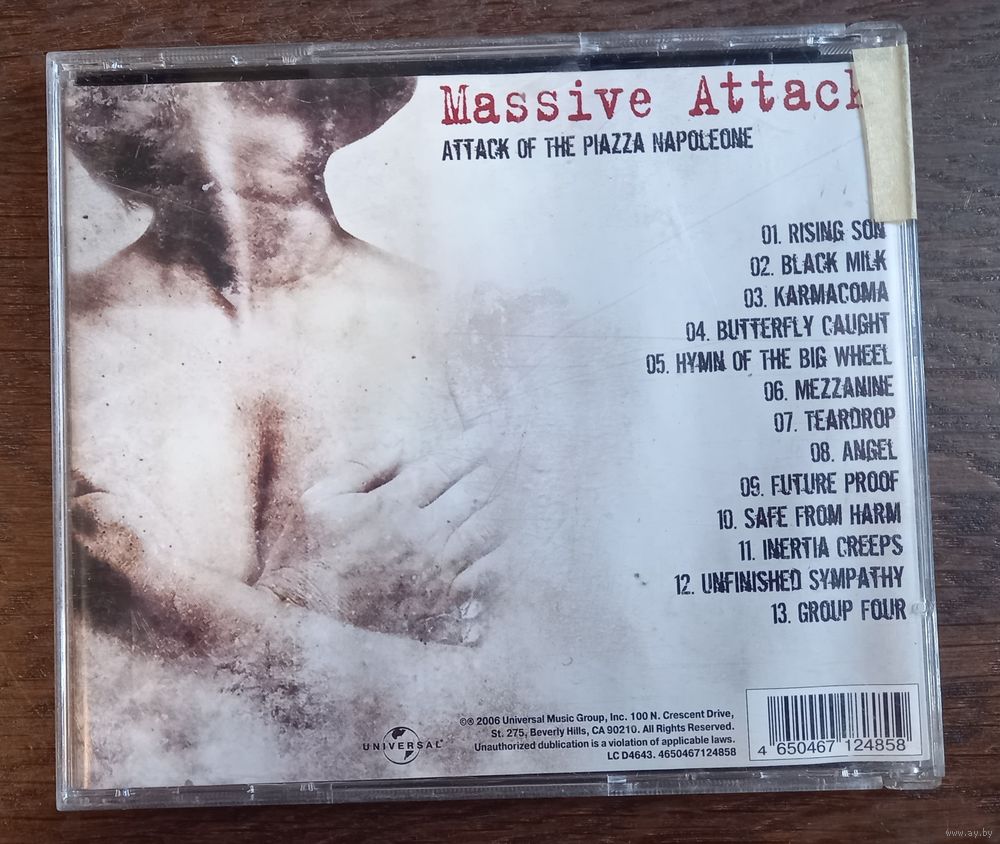 Massive Attack
ATTACK OF THE PIAZZA NAPOLEONE
01. RISING SON
02. BLACK MILK
03. KARMACOMA
04. BUTTERFLY CAUGHT
05. HYMN OF THE BIG WHEEL
06. MEZZANINE
07. TEARDROP
08. ANGEL
09. FUTURE PROOF
10. SAFE FROM HARM
11. INERTIA CREEPS
12. UNFINISHED SYMPATHY
13. GROUP FOUR
UNIVERSAL
©℗ 2006 Universal Music Group, Inc. 100 N. Crescent Drive,
St. 275, Beverly Hills, CA 90210. All Rights Reserved.
Unauthorized dublication is a violation of applicable laws.
LC D4643. 4650467124858
4 650467 124858
www.ay.by